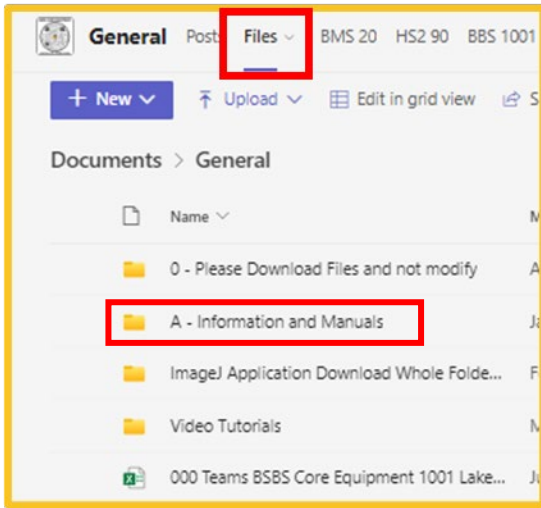 General Posts Files BMS 20 HS2 90 BBS 1001
+ New Upload Edit in grid view S
Documents > General
Name M
0 - Please Download Files and not modify A
A - Information and Manuals Ja
ImageJ Application Download Whole Folde... F
Video Tutorials M
000 Teams BSBS Core Equipment 1001 Lake... Ju